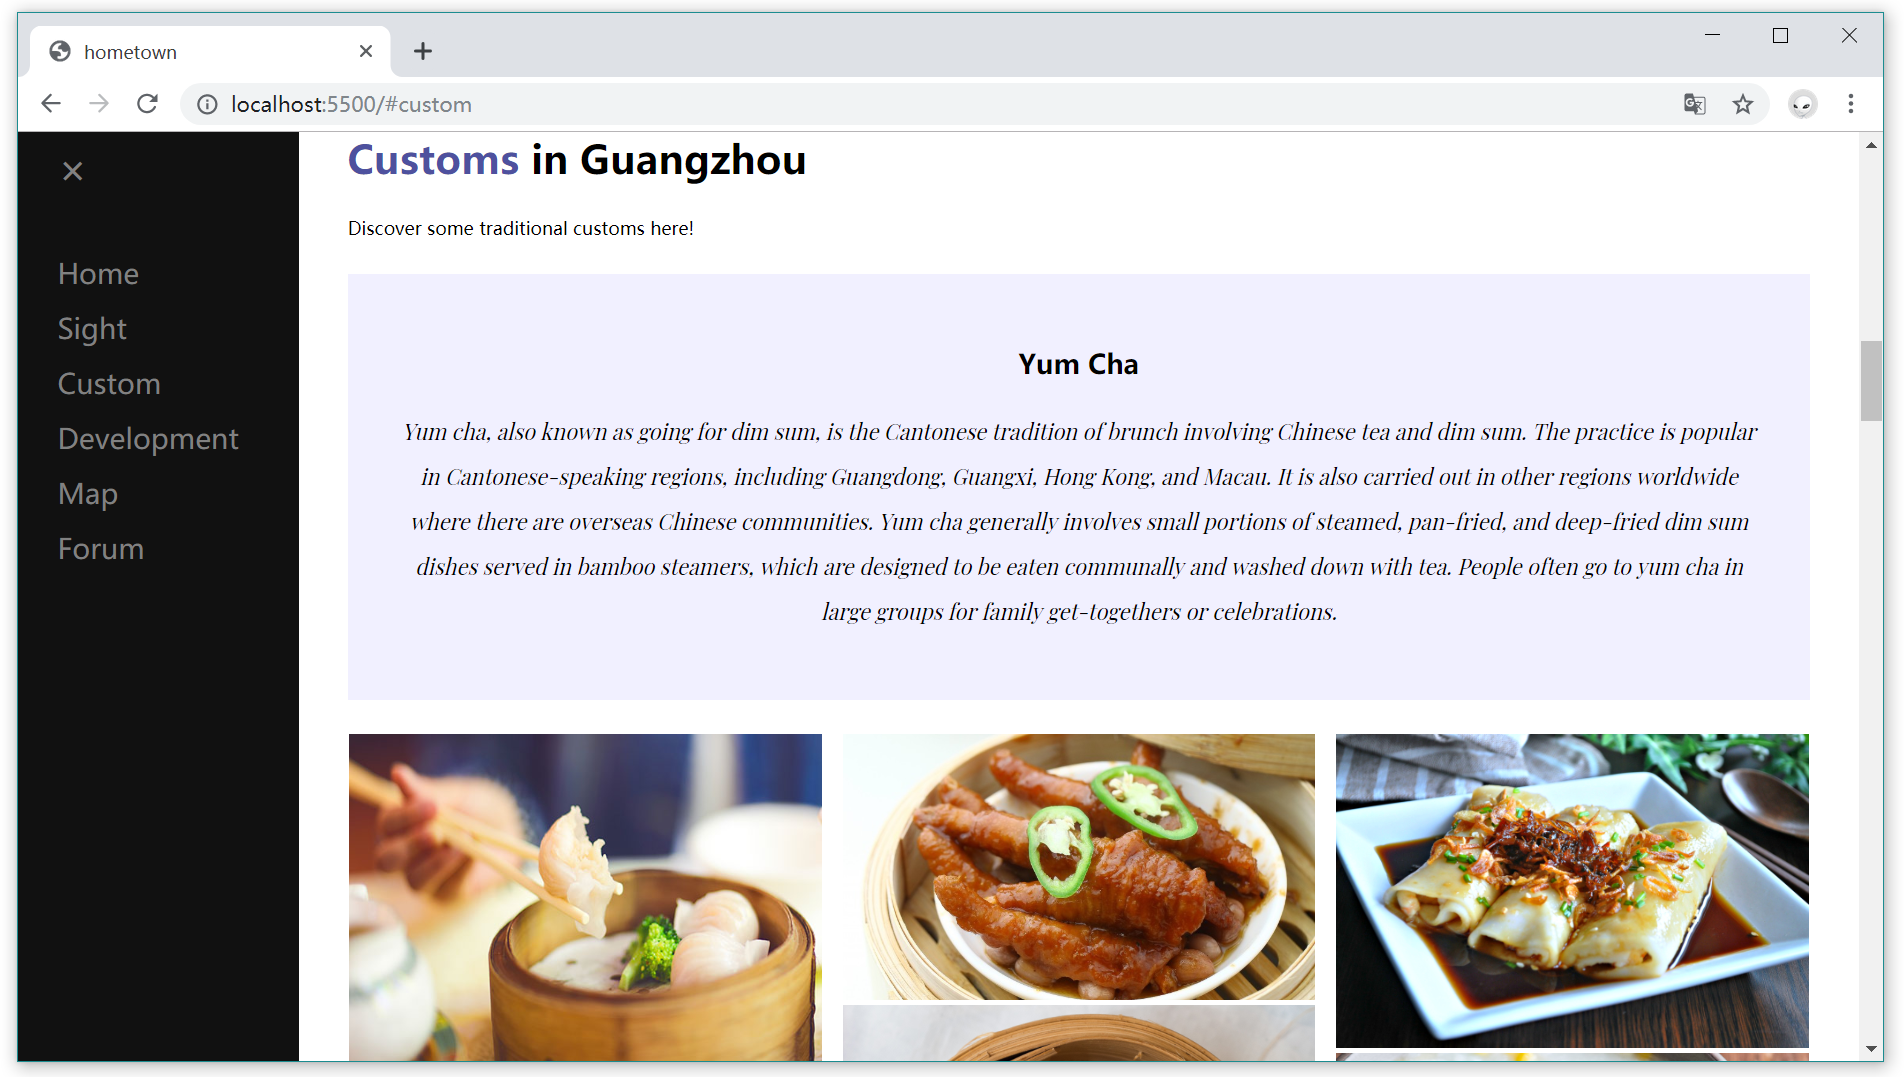 hometown
localhost:5500/#custom
Home
Sight
Custom
Development
Map
Forum
Customs in Guangzhou
Discover some traditional customs here!
Yum Cha
Yum cha, also known as going for dim sum, is the Cantonese tradition of brunch involving Chinese tea and dim sum. The practice is popular
in Cantonese-speaking regions, including Guangdong, Guangxi, Hong Kong, and Macau. It is also carried out in other regions worldwide
where there are overseas Chinese communities. Yum cha generally involves small portions of steamed, pan-fried, and deep-fried dim sum
dishes served in bamboo steamers, which are designed to be eaten communally and washed down with tea. People often go to yum cha in
large groups for family get-togethers or celebrations.